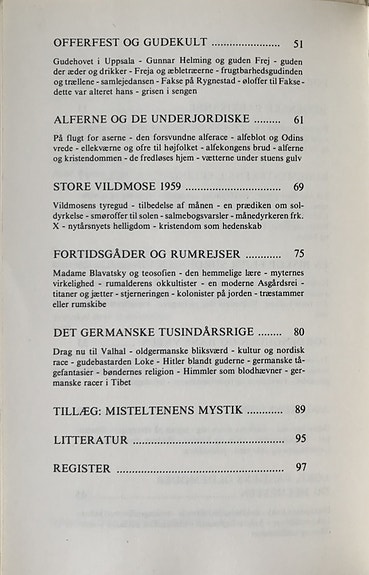 OFFERFEST OG GUDEKULT ........................ 51
Gudehovet i Uppsala - Gunnar Helming og guden Frej - guden
der æder og drikker - Freja og æbletræerne - frugtbarhedsgudinden
og trællene - samlejedansen - Fakse på Rygnestad - øloffer til Fakse -
dette var alteret hans - grisen i sengen
ALFERNE OG DE UNDERJORDISKE ......... 61
På flugt for aserne - den forsvundne alferace - alfeblot og Odins
vrede - ellekværne og ofre til højfolket - alfekongens brud - alferne
og kristendommen - de fredløses hjem - vætterne under stuens gulv
STORE VILDMOSE 1959 ................................ 69
Vildmosens tyregud - tilbedelse af månen - en prædiken om sol-
dyrkelse - smørofferet til solen - salmebogsvarsler - månedyrkeren frk.
X - nytårsnyets helligdom - kristendom som hedenskab
FORTIDSGÅDER OG RUMREJSER ............ 75
Madame Blavatsky og teosofien - den hemmelige lære - myternes
virkelighed - rumalderens okkultister - en moderne Asgårdsrej -
titaner og jætter - stjerneringen - kolonister på jorden - træstammer
eller rumskibe
DET GERMANSKE TUSINDÅRSRIGE ........ 80
Drag nu til Valhal - oldgermanske bliksværd - kultur og nordisk
race - gudebastarden Loke - Hitler blandt guderne - germanske tå-
gefantasier - bøndernes religion - Himmler som blodhævner - ger-
manske racer i Tibet
TILLÆG: MISTELTENENS MYSTIK ............ 89
LITTERATUR .................................................... 95
REGISTER ......................................................... 97